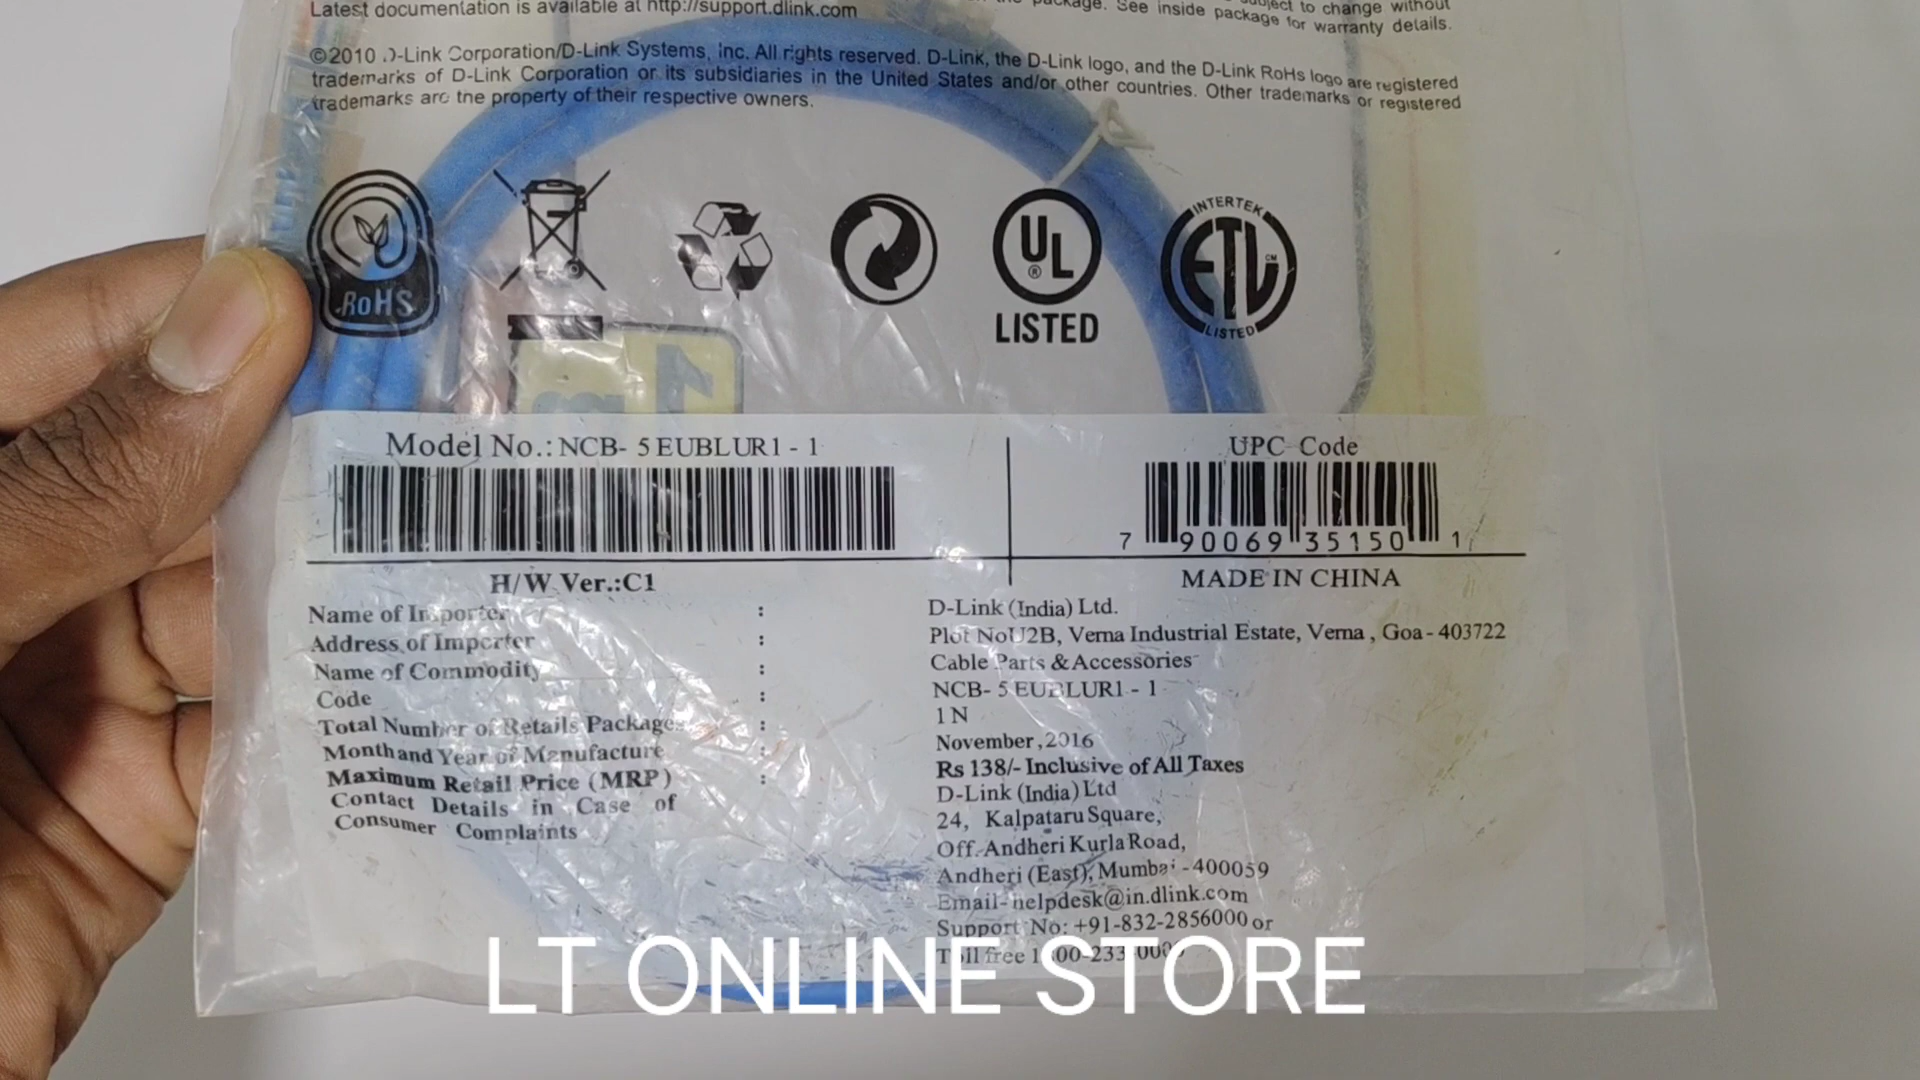 Latest documentation is available at http://support.dlink.com
package. See inside package for warranty details.
to change without
©2010 D-Link Corporation/D-Link Systems, Inc. All rights reserved. D-Link, the D-Link logo, and the D-Link RoHs logo are registered
trademarks of D-Link Corporation or its subsidiaries in the United States and/or other countries. Other trademarks or registered
trademarks are the property of their respective owners.
RoHS
UL
®
LISTED
INTERTEK
ETL
CM
LISTED
1
Model No.: NCB- 5 EUBLUR1 - 1
UPC Code
7 90069 35150 1
H/W Ver.:C1
MADE IN CHINA
Name of Importer : D-Link (India) Ltd.
Address of Importer : Plot NoU2B, Verna Industrial Estate, Verna , Goa - 403722
Name of Commodity : Cable Parts & Accessories
Code : NCB- 5 EUBLUR1 - 1
Total Number of Retails Packages : 1 N
Month and Year of Manufacture : November ,2016
Maximum Retail Price (MRP) : Rs 138/- Inclusive of All Taxes
Contact Details in Case of
Consumer Complaints
D-Link (India) Ltd
24, Kalpataru Square,
Off. Andheri Kurla Road,
Andheri (East), Mumbai - 400059
Email- helpdesk@in.dlink.com
Support No: +91-832-2856000 or
Toll free
LT ONLINE STORE